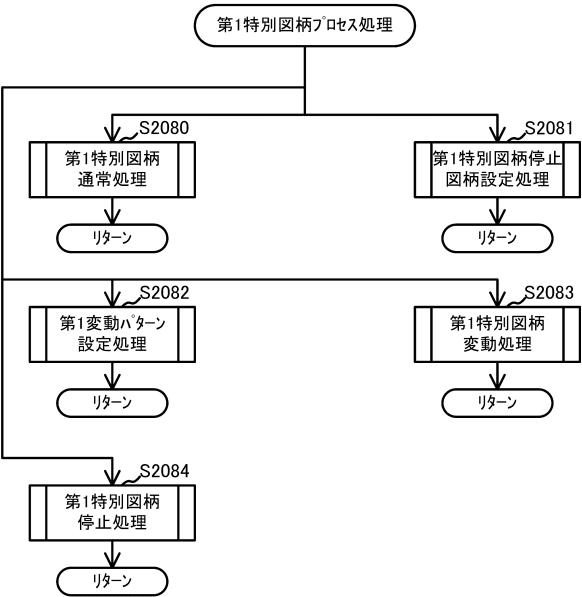 第1特別図柄ﾌﾟﾛｾｽ処理
S2080
第1特別図柄
通常処理
ﾘﾀｰﾝ
S2081
第1特別図柄停止
図柄設定処理
ﾘﾀｰﾝ
S2082
第1変動ﾊﾟﾀｰﾝ
設定処理
ﾘﾀｰﾝ
S2083
第1特別図柄
変動処理
ﾘﾀｰﾝ
S2084
第1特別図柄
停止処理
ﾘﾀｰﾝ